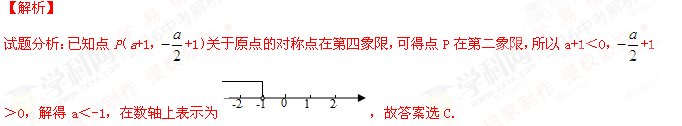 【解析】
试题分析：已知点 P（a+1，-a/2+1）关于原点的对称点在第四象限，可得点 P 在第二象限，所以 a+1＜0，-a/2+1
＞0，解得 a＜-1，在数轴上表示为 -2 -1 0 1 2 ，故答案选 C.